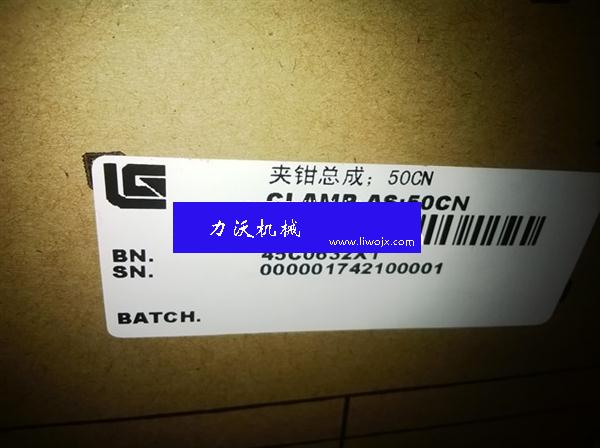 LG
夹钳总成；50CN
CLAMP AS;50CN
力沃机械
www.liwojx.com
BN. 45C0632X1
SN. 000001742100001
BATCH.